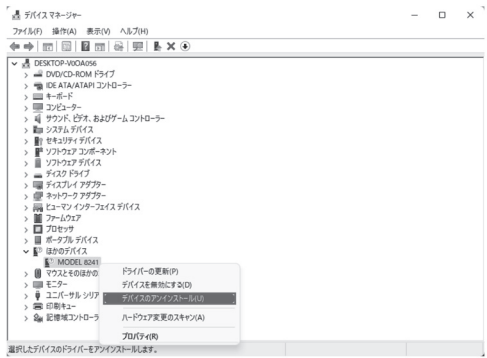 デバイス マネージャー
ファイル(F) 操作(A) 表示(V) ヘルプ(H)
DESKTOP-V0OA056
DVD/CD-ROM ドライブ
IDE ATA/ATAPI コントローラー
キーボード
コンピューター
サウンド、ビデオ、およびゲーム コントローラー
システム デバイス
セキュリティ デバイス
ソフトウェア コンポーネント
ソフトウェア デバイス
ディスク ドライブ
ディスプレイ アダプター
ネットワーク アダプター
ヒューマン インターフェイス デバイス
ファームウェア
プロセッサ
ポータブル デバイス
ほかのデバイス
MODEL 8241
マウスとそのほかの
モニター
ユニバーサル シリア
印刷キュー
記憶域コントローラ
ドライバーの更新(P)
デバイスを無効にする(D)
デバイスのアンインストール(U)
ハードウェア変更のスキャン(A)
プロパティ(R)
選択したデバイスのドライバーをアンインストールします。